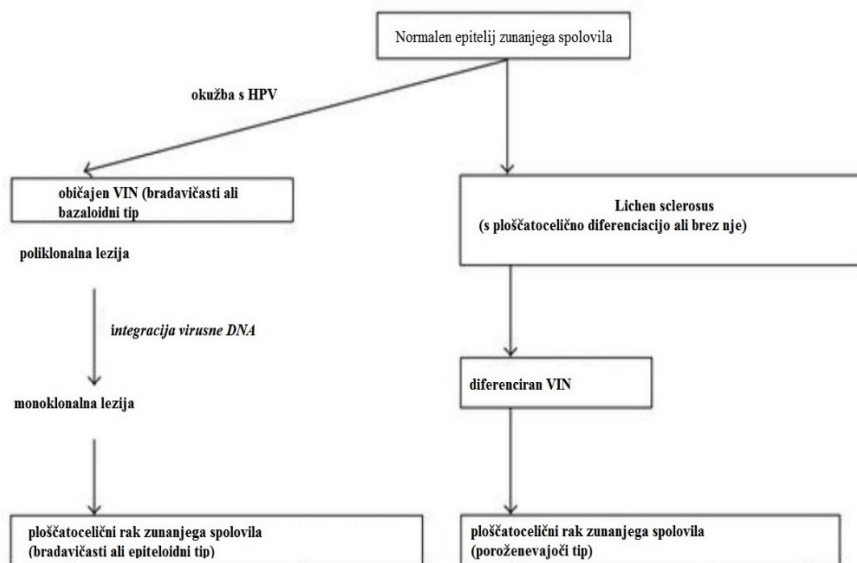 Normalen epitelij zunanjega spolovila
okužba s HPV
običajen VIN (bradavičasti ali
bazaloidni tip
poliklonalna lezija
integracija virusne DNA
monoklonalna lezija
ploščatocelični rak zunanjega spolovila
(bradavičasti ali epiteloidni tip)
Lichen sclerosus
(s ploščatocelično diferenciacijo ali brez nje)
diferenciran VIN
ploščatocelični rak zunanjega spolovila
(poroženevajoči tip)